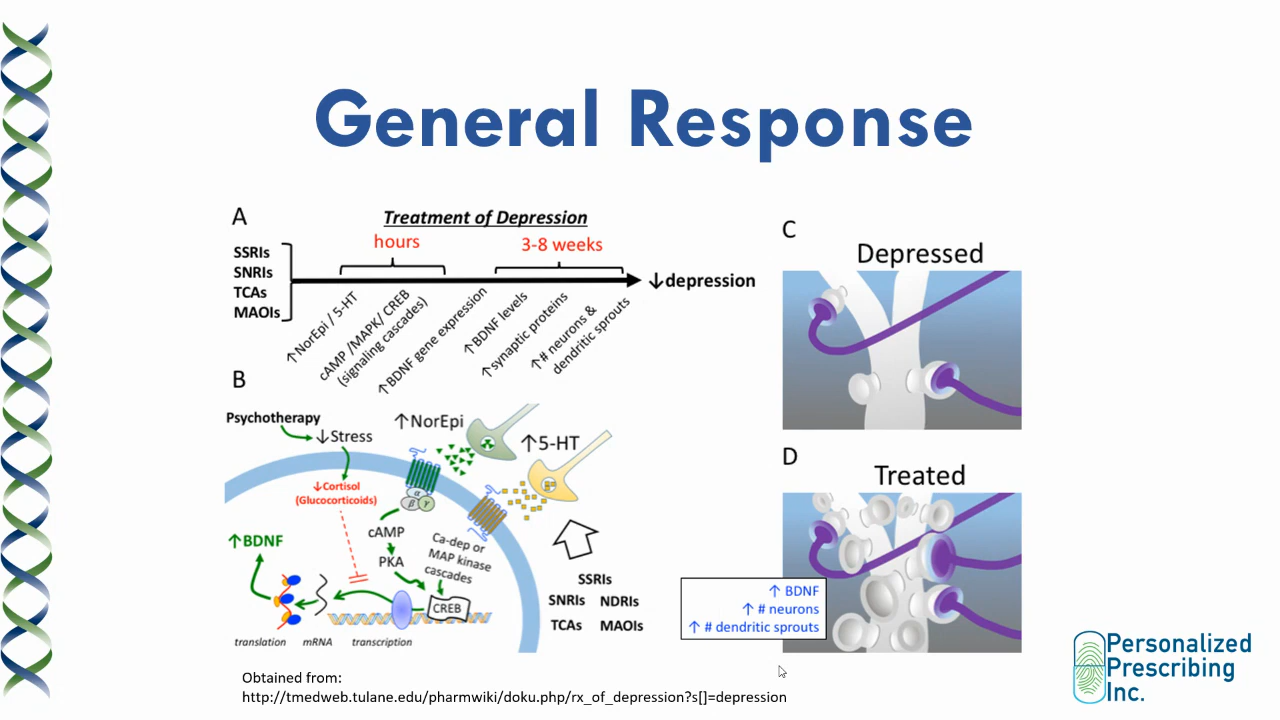 General Response
A
Treatment of Depression
hours
3-8 weeks
SSRIs
SNRIs
TCAs
MAOIs
↓depression
↑NorEpi / 5-HT
cAMP /MAPK/ CREB
(signaling cascades)
↑BDNF gene expression
↑BDNF levels
↑synaptic proteins
↑# neurons &
dendritic sprouts
B
Psychotherapy
↓Stress
↓Cortisol
(Glucocorticoids)
↑NorEpi
↑5-HT
α
β γ
cAMP
PKA
Ca-dep or
MAP kinase
cascades
CREB
↑BDNF
translation mRNA transcription
SSRIs
SNRIs NDRIs
TCAs MAOIs
C
Depressed
D
Treated
↑ BDNF
↑ # neurons
↑ # dendritic sprouts
Obtained from:
http://tmedweb.tulane.edu/pharmwiki/doku.php/rx_of_depression?s[]=depression
Personalized
Prescribing
Inc.